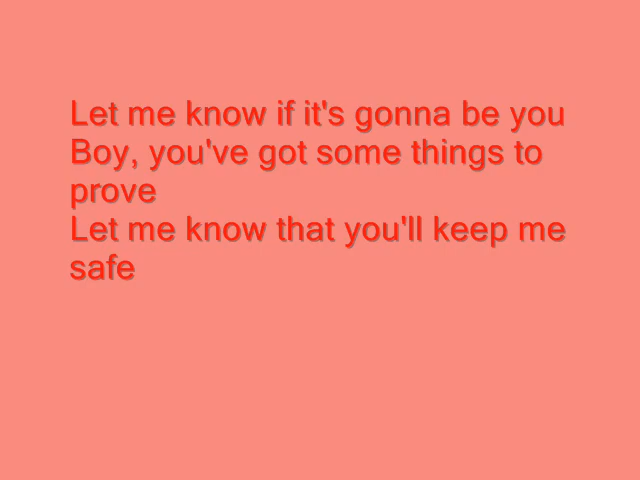 Let me know if it's gonna be you
Boy, you've got some things to
prove
Let me know that you'll keep me
safe